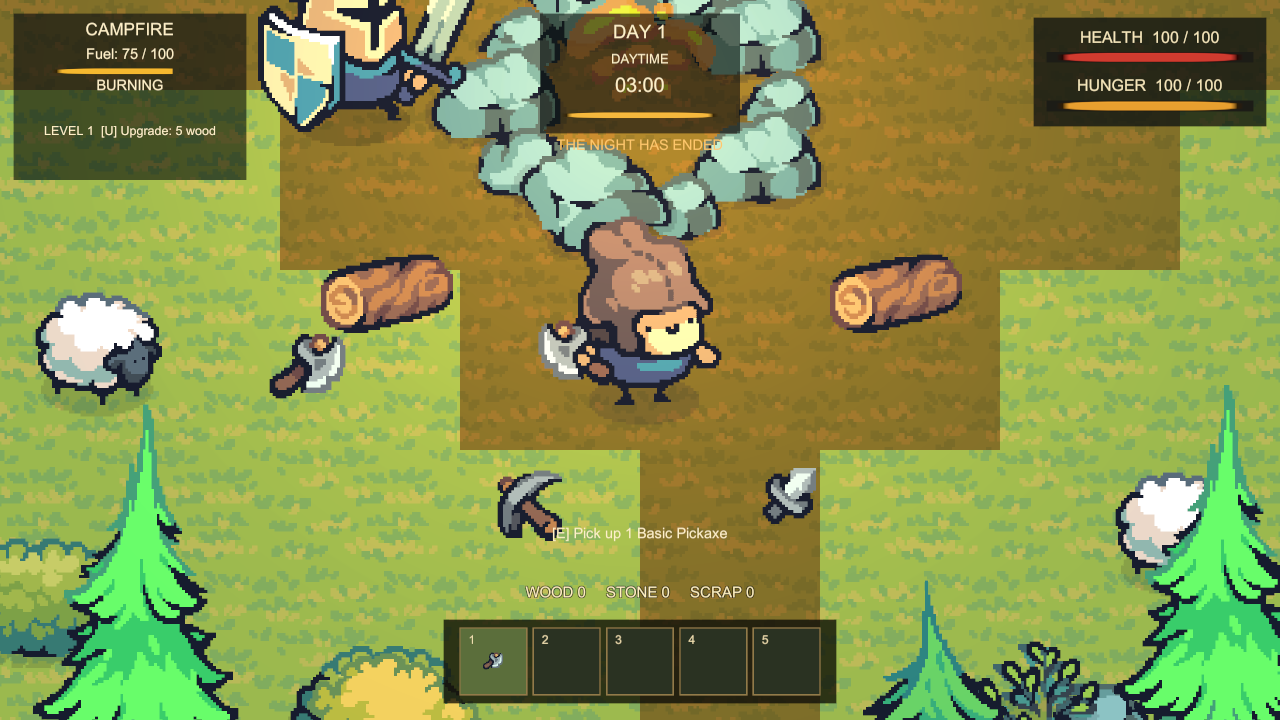 CAMPFIRE
Fuel: 75 / 100
BURNING
LEVEL 1 [U] Upgrade: 5 wood
DAY 1
DAYTIME
03:00
THE NIGHT HAS ENDED
HEALTH 100 / 100
HUNGER 100 / 100
[E] Pick up 1 Basic Pickaxe
WOOD 0 STONE 0 SCRAP 0
1 2 3 4 5